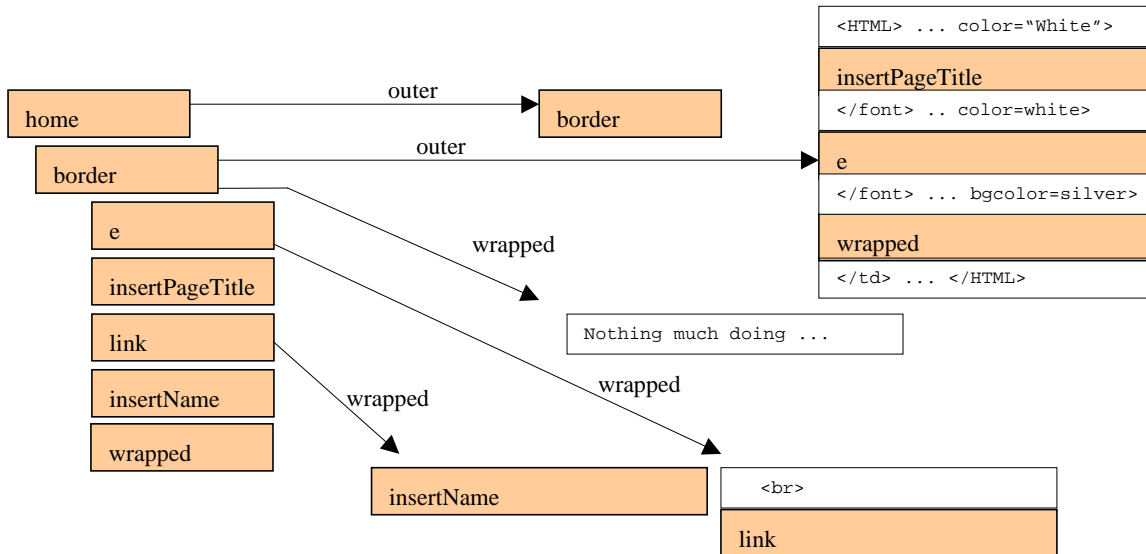 <HTML> ... color=“White”>
insertPageTitle
outer
home
border
</font> .. color=white>
outer
border
e
</font> ... bgcolor=silver>
e
wrapped
wrapped
insertPageTitle
</td> ... </HTML>
link
Nothing much doing ...
wrapped
wrapped
insertName
wrapped
insertName
<br>
link